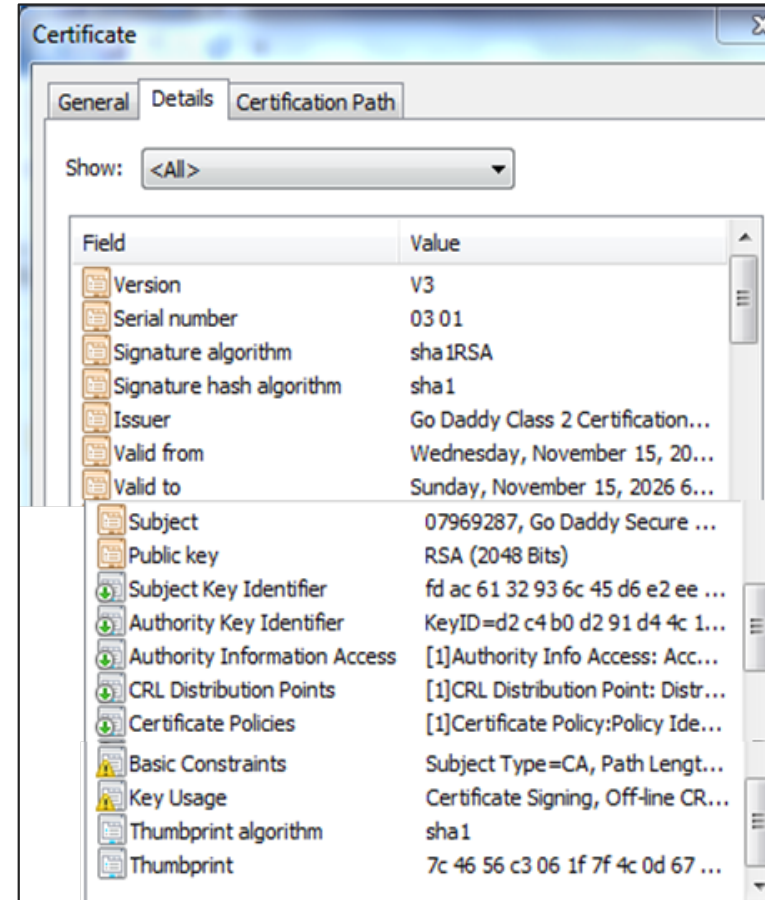 Certificate
General Details Certification Path
Show: <All>
Field Value
Version V3
Serial number 03 01
Signature algorithm sha1RSA
Signature hash algorithm sha1
Issuer Go Daddy Class 2 Certification...
Valid from Wednesday, November 15, 20...
Valid to Sunday, November 15, 2026 6...
Subject 07969287, Go Daddy Secure ...
Public key RSA (2048 Bits)
Subject Key Identifier fd ac 61 32 93 6c 45 d6 e2 ee ...
Authority Key Identifier KeyID=d2 c4 b0 d2 91 d4 4c 1...
Authority Information Access [1]Authority Info Access: Acc...
CRL Distribution Points [1]CRL Distribution Point: Distr...
Certificate Policies [1]Certificate Policy:Policy Ide...
Basic Constraints Subject Type=CA, Path Lengt...
Key Usage Certificate Signing, Off-line CR...
Thumbprint algorithm sha1
Thumbprint 7c 46 56 c3 06 1f 7f 4c 0d 67 ...